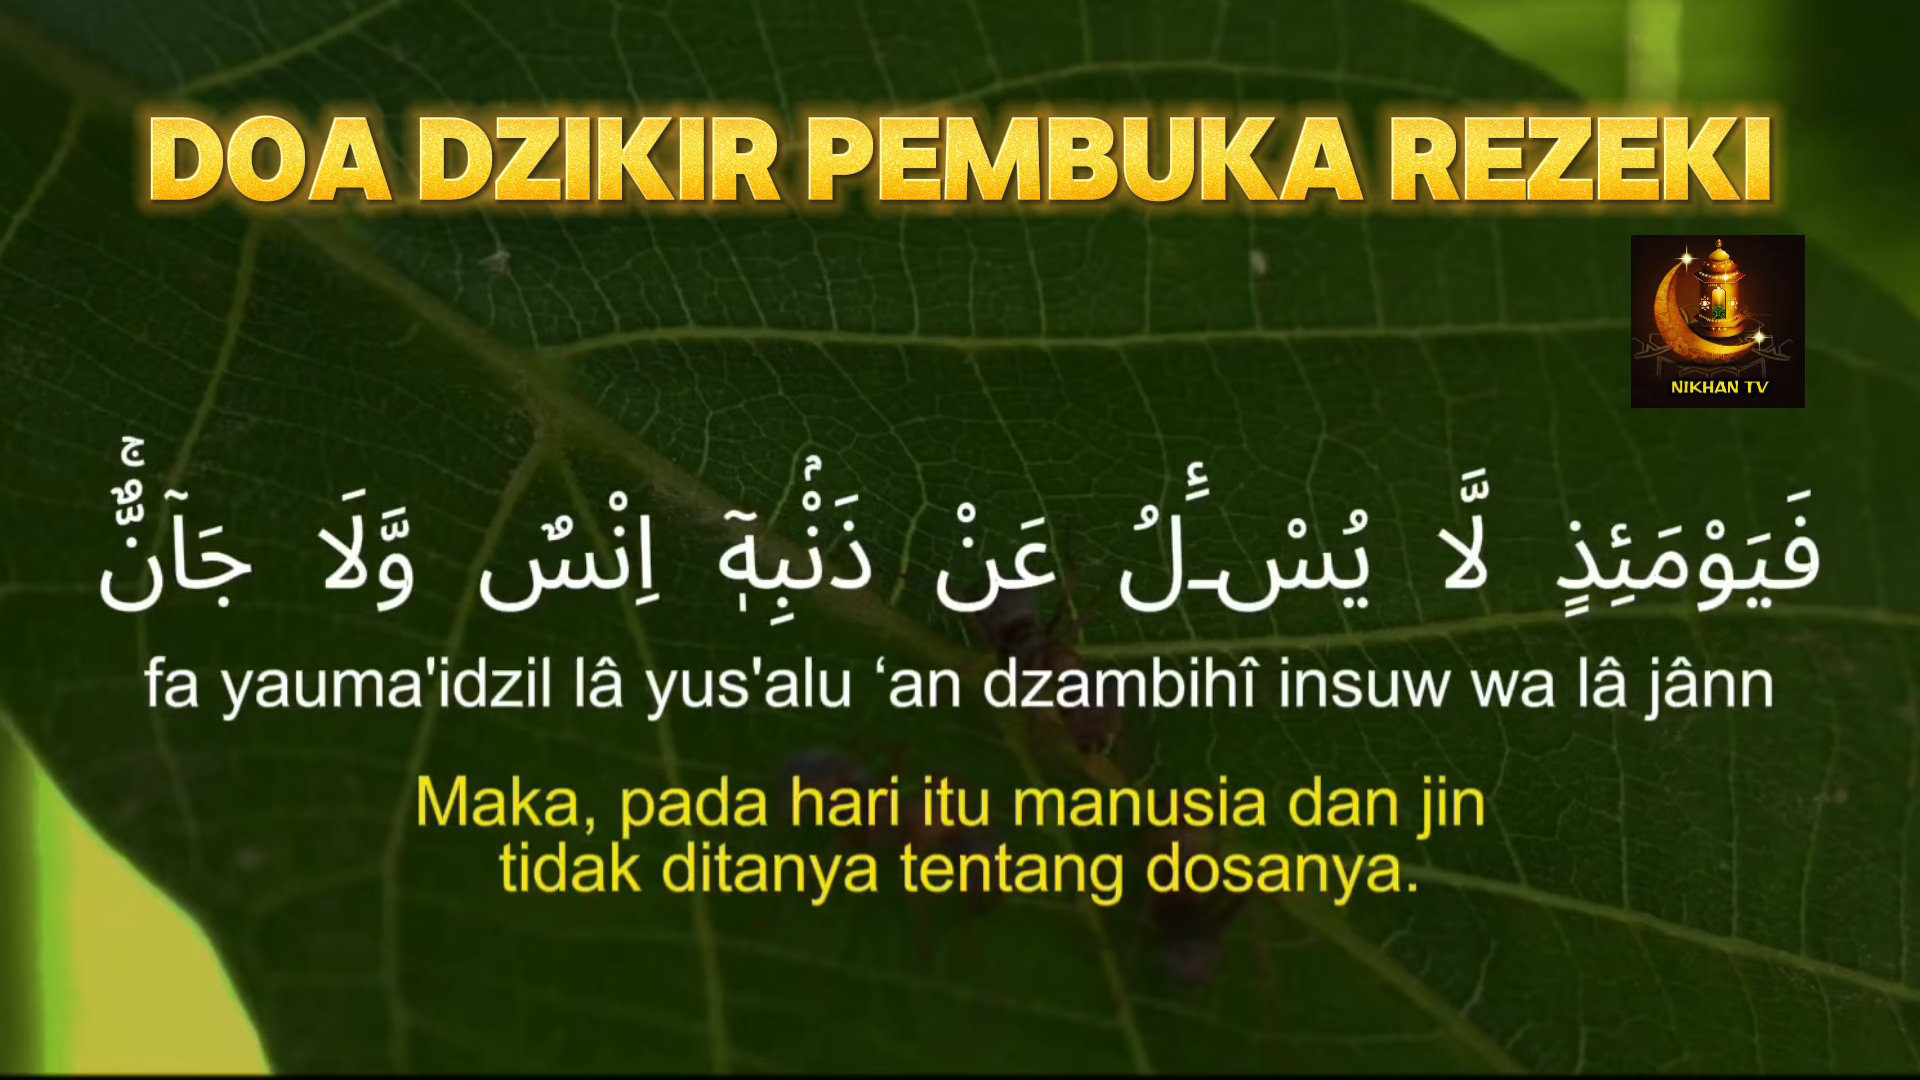 DOA DZIKIR PEMBUKA REZEKI
NIKHAN TV
فَيَوْمَئِذٍ لَّا يُسْـَٔلُ عَنْ ذَنْۢبِهٖٓ اِنْسٌ وَّلَا جَاۤنٌّۚ
fa yauma'idzil lâ yus'alu ‘an dzambihî insuw wa lâ jânn
Maka, pada hari itu manusia dan jin
tidak ditanya tentang dosanya.